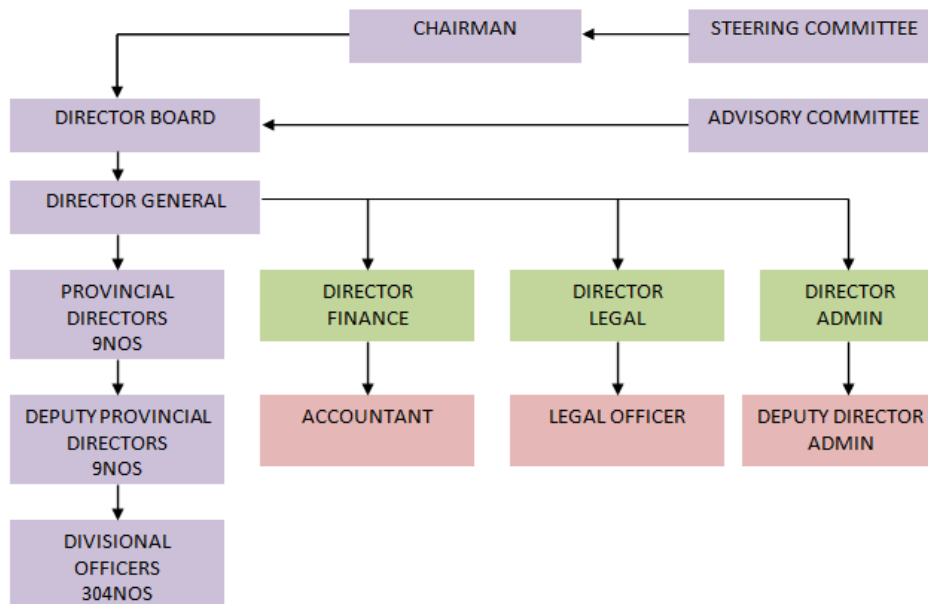 CHAIRMAN
STEERING COMMITTEE
DIRECTOR BOARD
ADVISORY COMMITTEE
DIRECTOR GENERAL
PROVINCIAL
DIRECTORS
9NOS
DIRECTOR
FINANCE
DIRECTOR
LEGAL
DIRECTOR
ADMIN
DEPUTY PROVINCIAL
DIRECTORS
9NOS
ACCOUNTANT
LEGAL OFFICER
DEPUTY DIRECTOR
ADMIN
DIVISIONAL
OFFICERS
304NOS